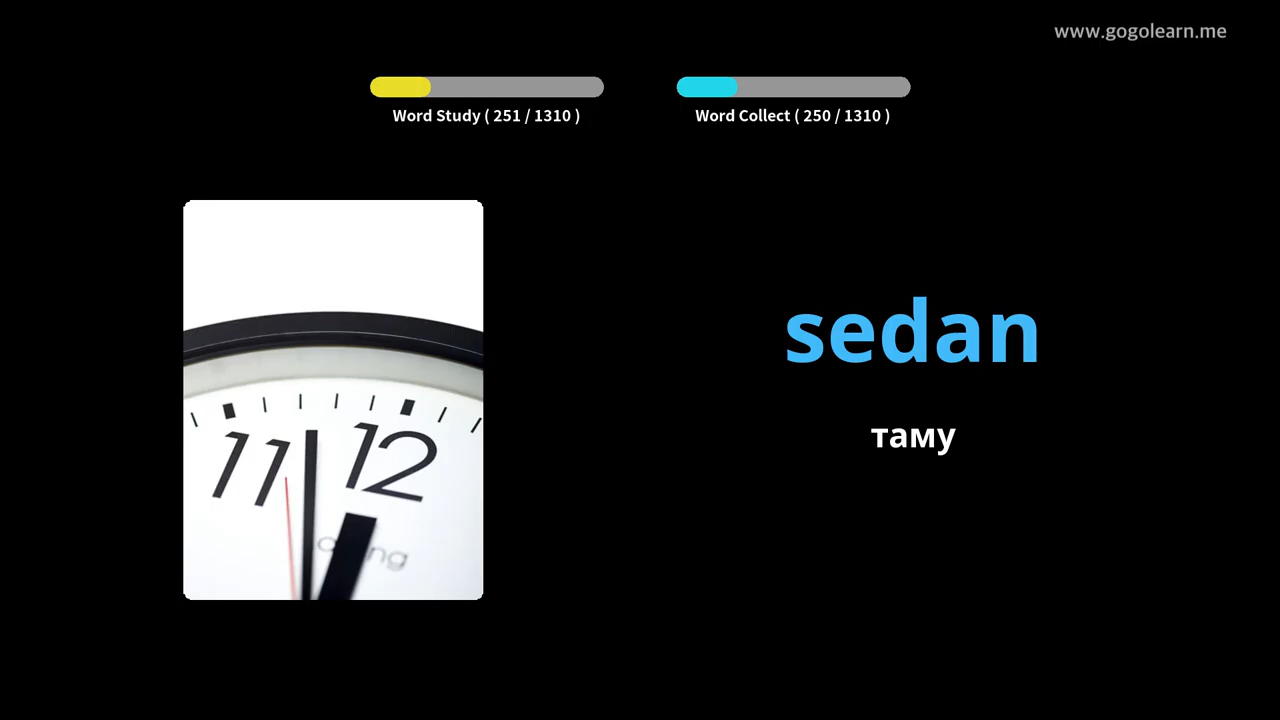 www.gogolearn.me
Word Study ( 251 / 1310 )
Word Collect ( 250 / 1310 )
sedan
таму
11 12